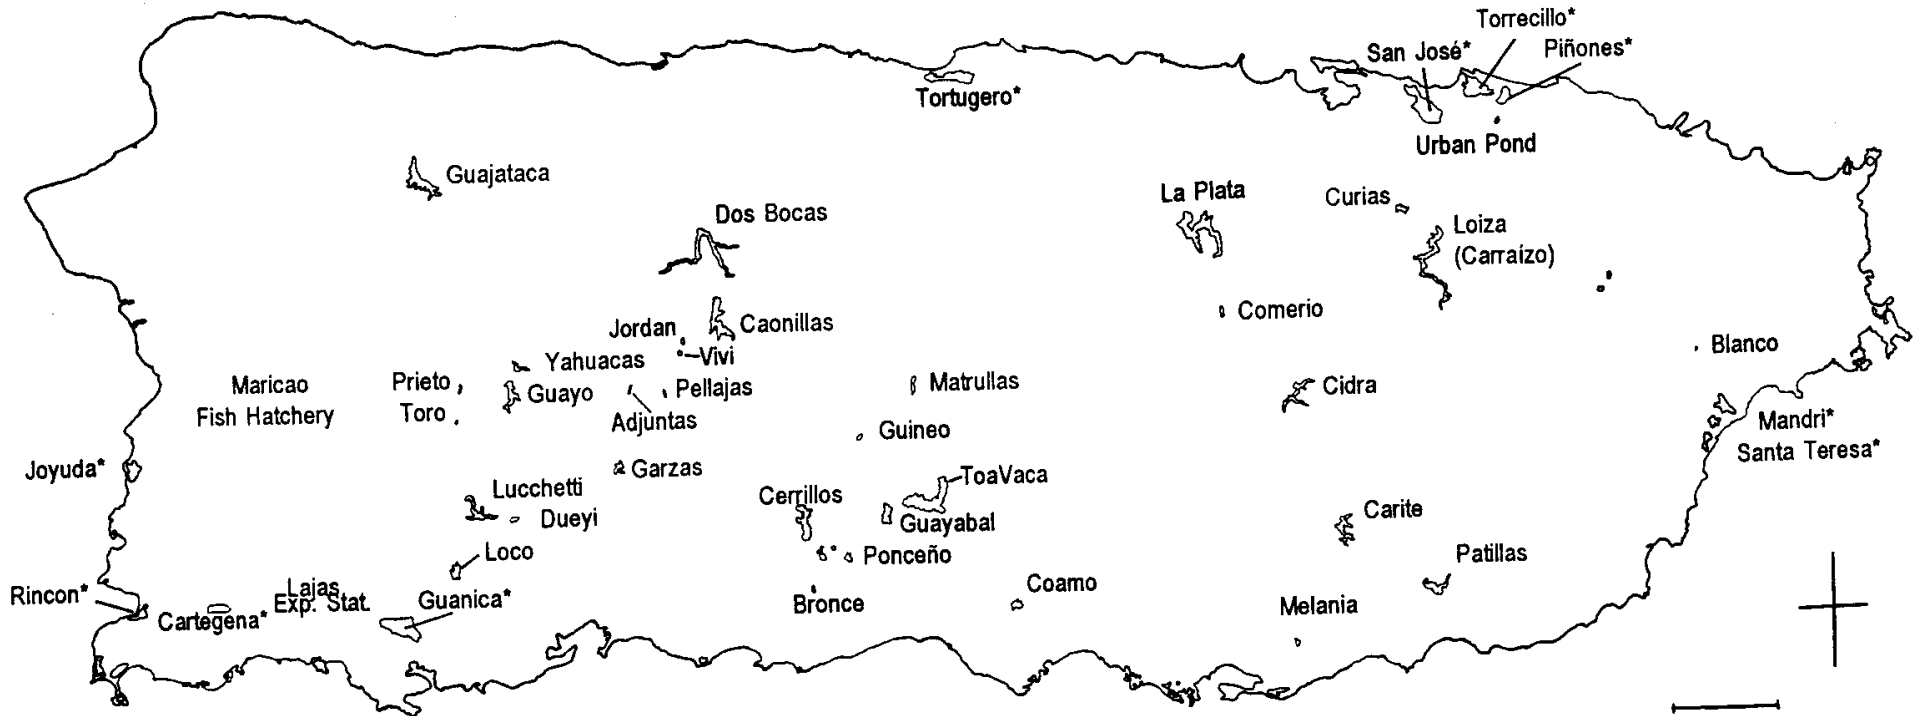 Torrecillo*
San José*
Piñones*
Tortugero*
Urban Pond
Guajataca
La Plata
Curias
Dos Bocas
Loiza
(Carraízo)
Comerio
Jordan
Caonillas
Vivi
Blanco
Yahuacas
Maricao
Fish Hatchery
Prieto
Toro
Guayo
Pellajas
Adjuntas
Matrullas
Cidra
Guineo
Mandri*
Santa Teresa*
Joyuda*
Garzas
Lucchetti
Dueyi
Cerrillos
ToaVaca
Guayabal
Carite
Loco
Ponceño
Patillas
Rincon*
Cartegena*
Lajas
Exp. Stat.
Guanica*
Bronce
Coamo
Melania